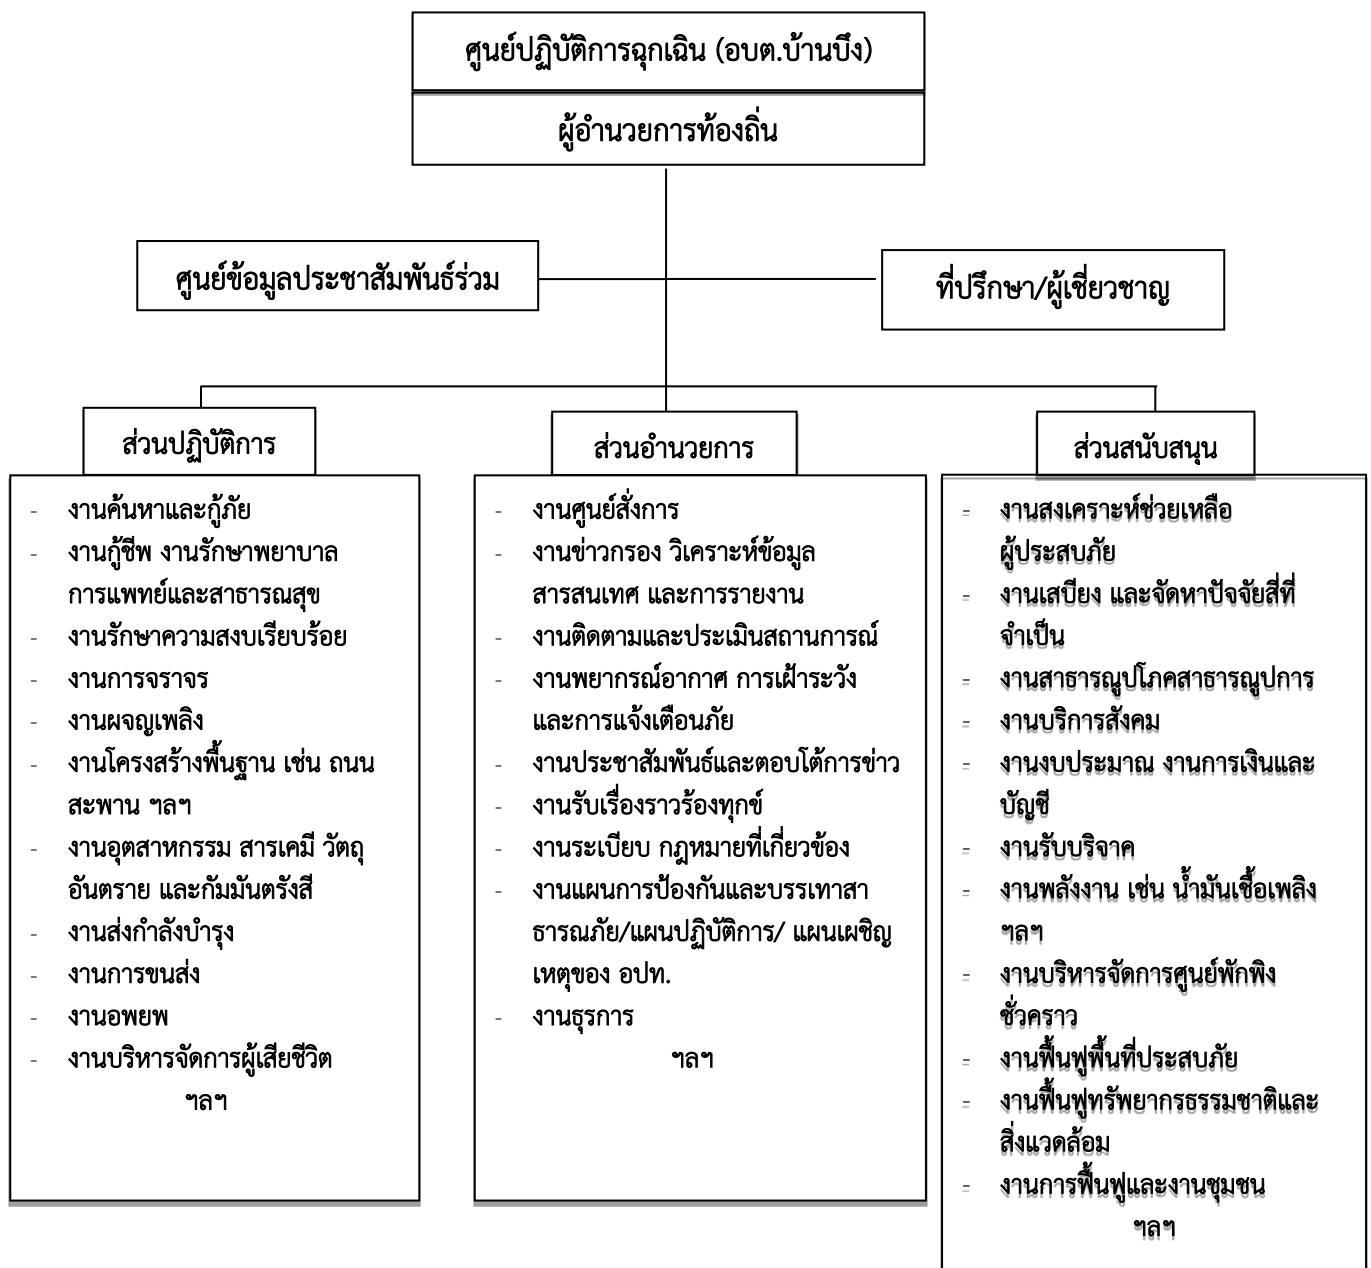 ศูนย์ปฏิบัติการฉุกเฉิน (อบต.บ้านบึง)
ผู้อำนวยการท้องถิ่น
ศูนย์ข้อมูลประชาสัมพันธ์ร่วม
ที่ปรึกษา/ผู้เชี่ยวชาญ
ส่วนปฏิบัติการ
- งานค้นหาและกู้ภัย
- งานกู้ชีพ งานรักษาพยาบาล
การแพทย์และสาธารณสุข
- งานรักษาความสงบเรียบร้อย
- งานการจราจร
- งานผจญเพลิง
- งานโครงสร้างพื้นฐาน เช่น ถนน
สะพาน ฯลฯ
- งานอุตสาหกรรม สารเคมี วัตถุ
อันตราย และกัมมันตรังสี
- งานส่งกำลังบำรุง
- งานการขนส่ง
- งานอพยพ
- งานบริหารจัดการผู้เสียชีวิต
ฯลฯ
ส่วนอำนวยการ
- งานศูนย์สั่งการ
- งานข่าวกรอง วิเคราะห์ข้อมูล
สารสนเทศ และการรายงาน
- งานติดตามและประเมินสถานการณ์
- งานพยากรณ์อากาศ การเฝ้าระวัง
และการแจ้งเตือนภัย
- งานประชาสัมพันธ์และตอบโต้การข่าว
- งานรับเรื่องราวร้องทุกข์
- งานระเบียบ กฎหมายที่เกี่ยวข้อง
- งานแผนการป้องกันและบรรเทาสา
ธารณภัย/แผนปฏิบัติการ/ แผนเผชิญ
เหตุของ อปท.
- งานธุรการ
ฯลฯ
ส่วนสนับสนุน
- งานสงเคราะห์ช่วยเหลือ
ผู้ประสบภัย
- งานเสบียง และจัดหาปัจจัยสี่ที่
จำเป็น
- งานสาธารณูปโภคสาธารณูปการ
- งานบริการสังคม
- งานงบประมาณ งานการเงินและ
บัญชี
- งานรับบริจาค
- งานพลังงาน เช่น น้ำมันเชื้อเพลิง
ฯลฯ
- งานบริหารจัดการศูนย์พักพิง
ชั่วคราว
- งานฟื้นฟูพื้นที่ประสบภัย
- งานฟื้นฟูทรัพยากรธรรมชาติและ
สิ่งแวดล้อม
- งานการฟื้นฟูและงานชุมชน
ฯลฯ